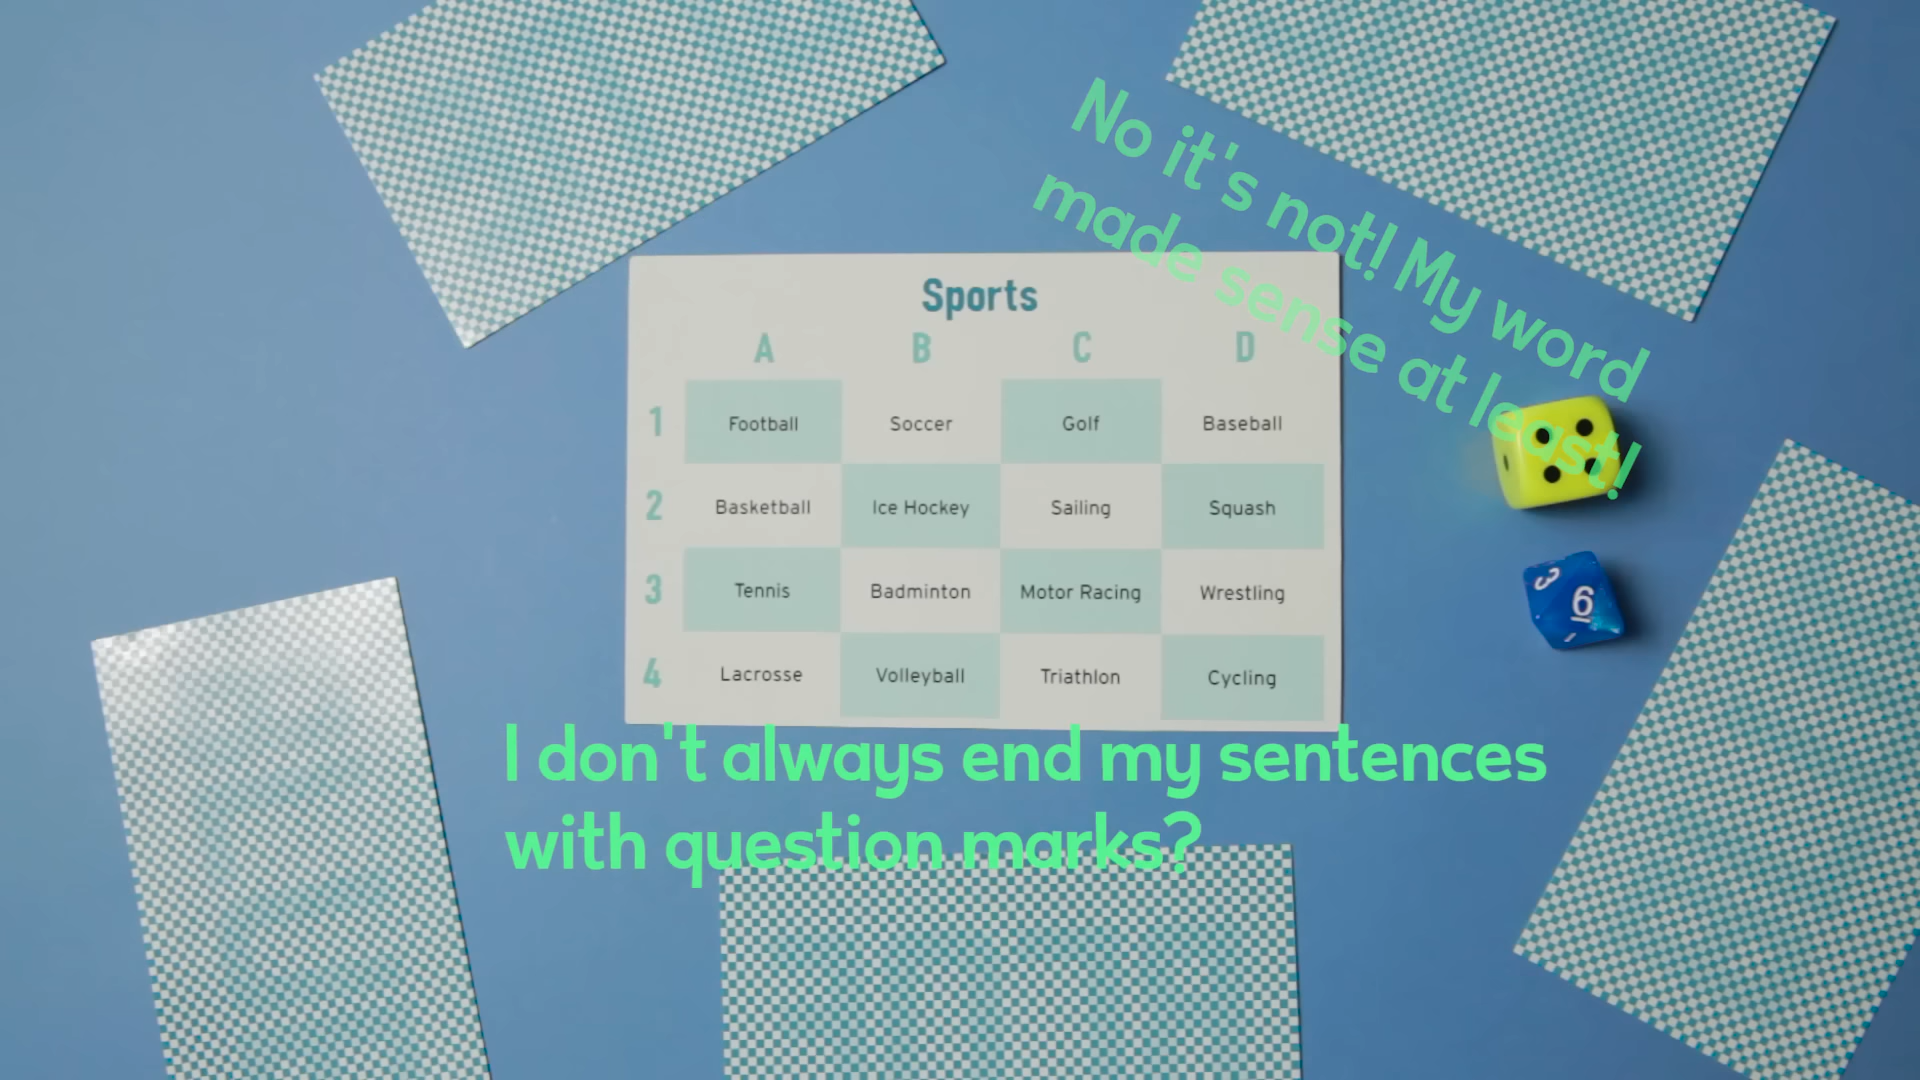 No it's not! My word
made sense at least!
Sports
A B C D
1 Football Soccer Golf Baseball
2 Basketball Ice Hockey Sailing Squash
3 Tennis Badminton Motor Racing Wrestling
4 Lacrosse Volleyball Triathlon Cycling
3 6
I don't always end my sentences
with question marks?